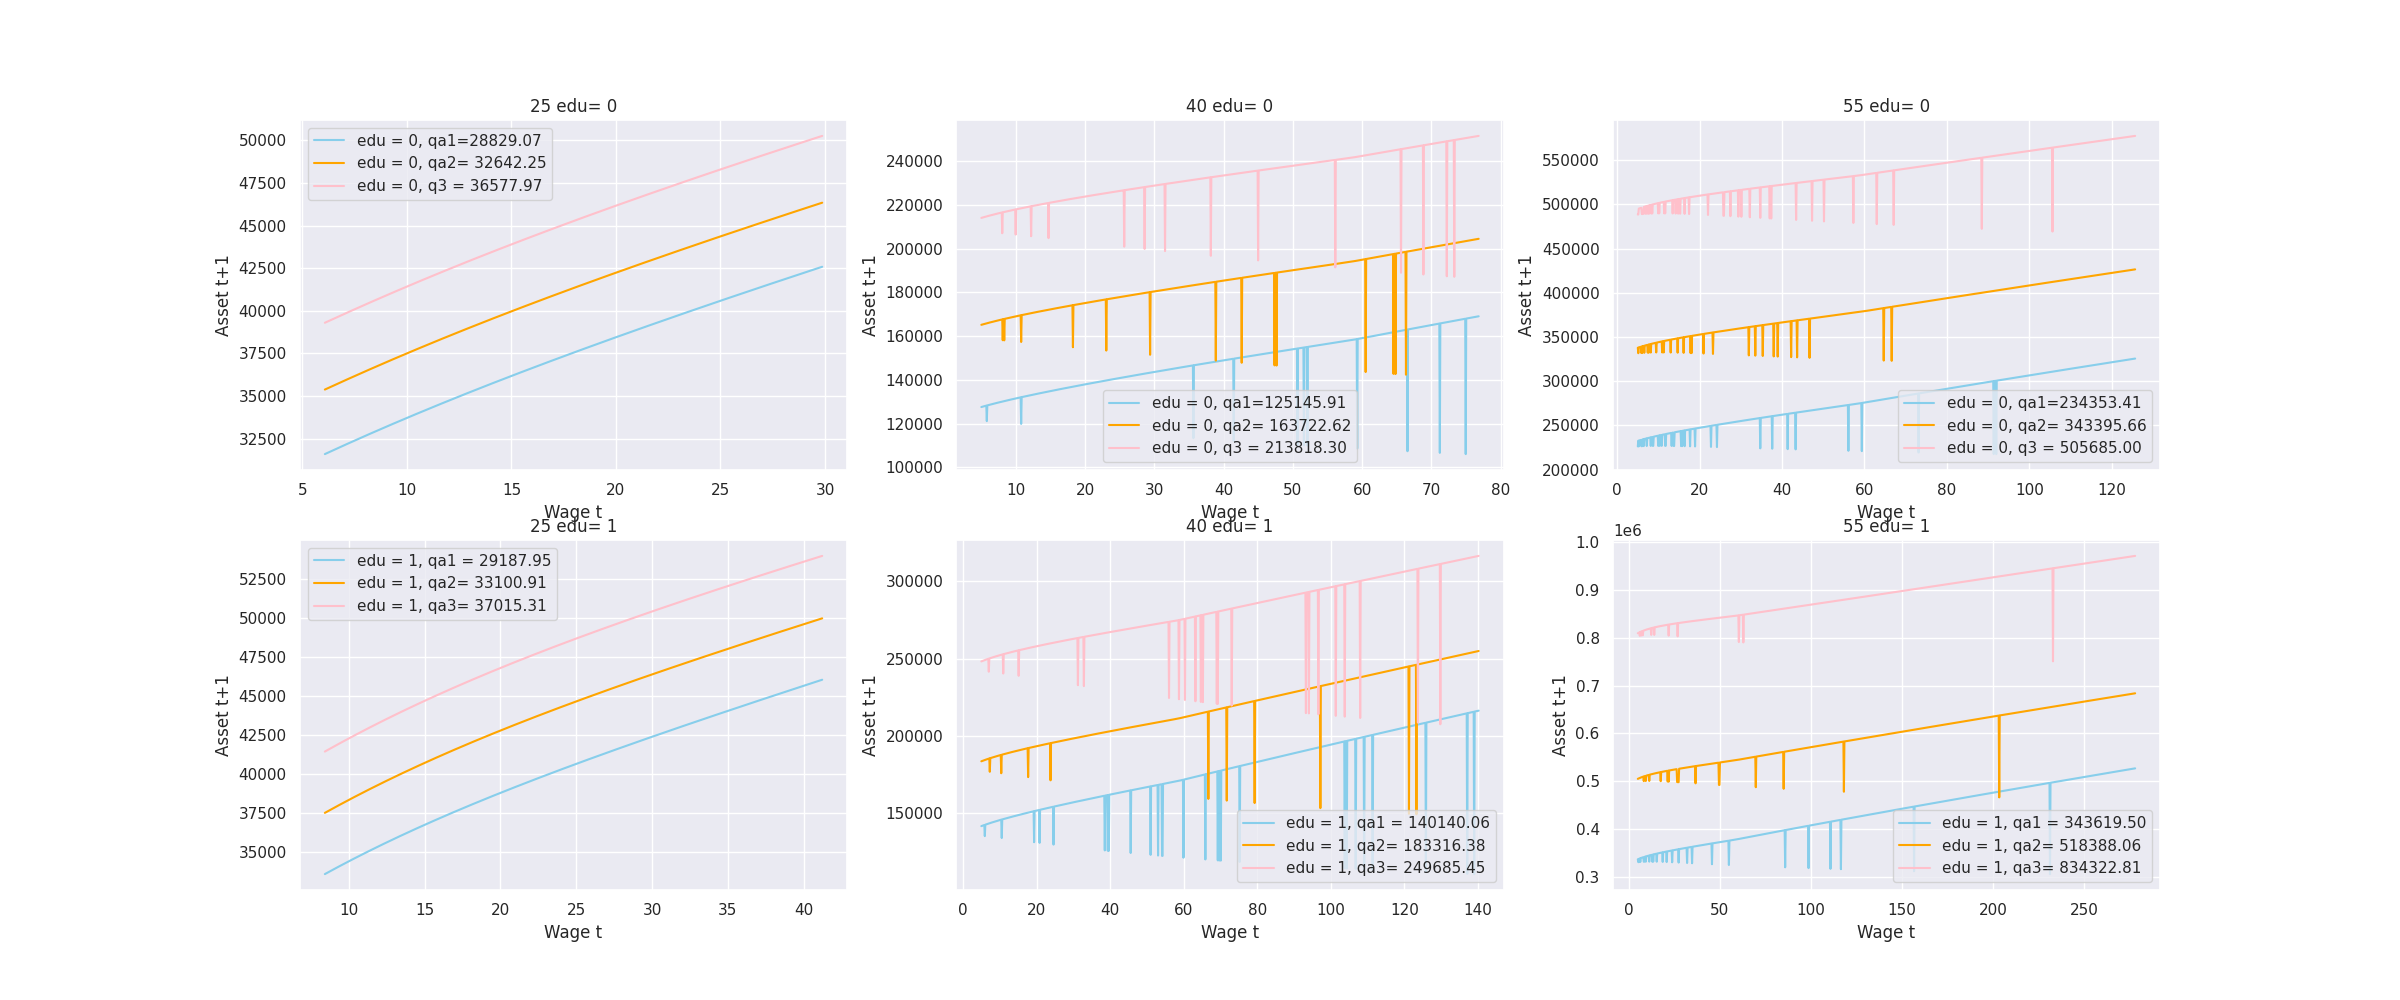 25 edu= 0
50000
47500
45000
42500
40000
37500
35000
32500
Asset t+1
edu = 0, qa1=28829.07
edu = 0, qa2= 32642.25
edu = 0, q3 = 36577.97
5 10 15 20 25 30
Wage t
40 edu= 0
240000
220000
200000
180000
160000
140000
120000
100000
Asset t+1
edu = 0, qa1=125145.91
edu = 0, qa2= 163722.62
edu = 0, q3 = 213818.30
10 20 30 40 50 60 70 80
Wage t
55 edu= 0
550000
500000
450000
400000
350000
300000
250000
200000
Asset t+1
edu = 0, qa1=234353.41
edu = 0, qa2= 343395.66
edu = 0, q3 = 505685.00
0 20 40 60 80 100 120
Wage t
25 edu= 1
52500
50000
47500
45000
42500
40000
37500
35000
Asset t+1
edu = 1, qa1 = 29187.95
edu = 1, qa2= 33100.91
edu = 1, qa3= 37015.31
10 15 20 25 30 35 40
Wage t
40 edu= 1
300000
250000
200000
150000
Asset t+1
edu = 1, qa1 = 140140.06
edu = 1, qa2= 183316.38
edu = 1, qa3= 249685.45
0 20 40 60 80 100 120 140
Wage t
55 edu= 1
1e6
1.0
0.9
0.8
0.7
0.6
0.5
0.4
0.3
Asset t+1
edu = 1, qa1 = 343619.50
edu = 1, qa2= 518388.06
edu = 1, qa3= 834322.81
0 50 100 150 200 250
Wage t